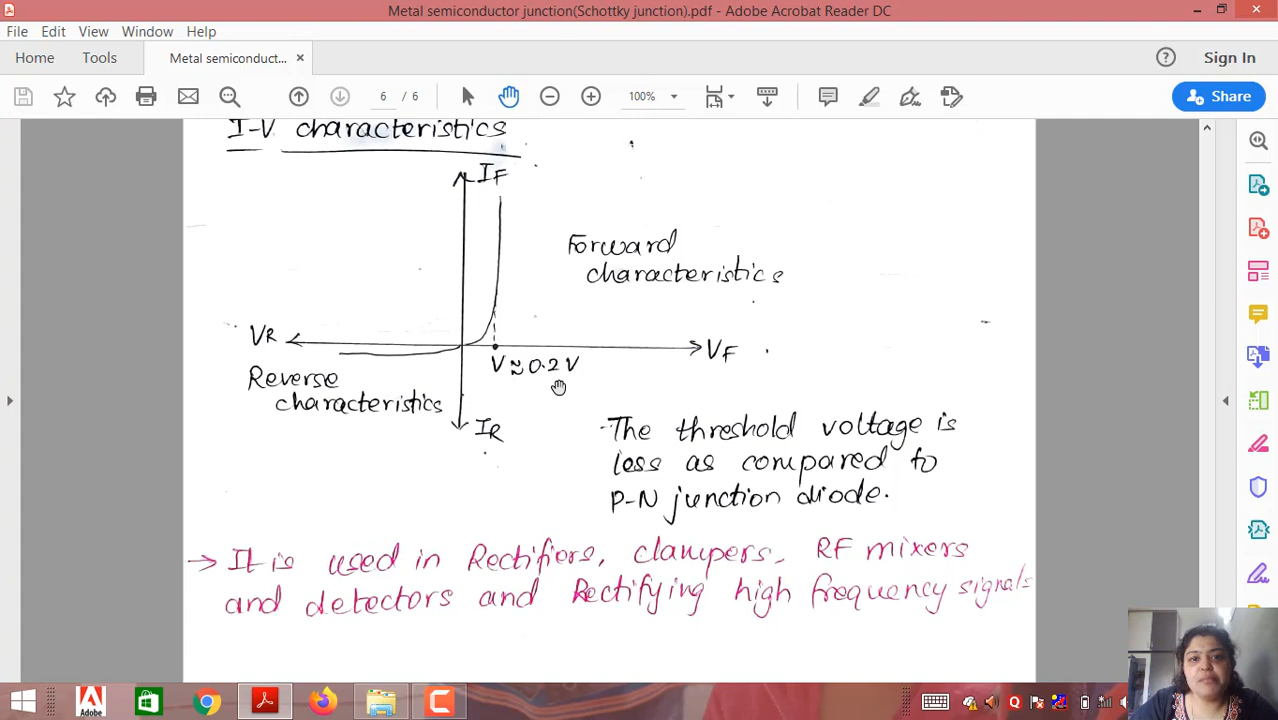 Metal semiconductor junction(Schottky junction).pdf - Adobe Acrobat Reader DC
File Edit View Window Help
Home Tools Metal semiconduct... × Sign In
6 / 6 100% Share
I-V characteristics
IF
Forward
characteristics
VR
VF
V≈0.2V
Reverse
characteristics
IR
-The threshold voltage is
less as compared to
P-N junction diode.
→ It is used in Rectifiers, clampers, RF mixers
and detectors and Rectifying high frequency signals
Adobe